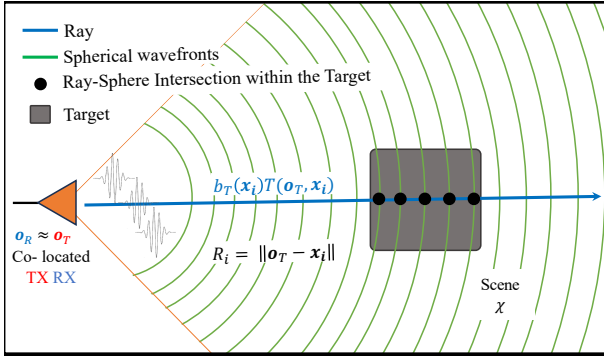 Ray
Spherical wavefronts
Ray-Sphere Intersection within the Target
Target
b_T(x_i)T(o_T, x_i)
o_R ≈ o_T
Co- located
TX RX
R_i = ‖o_T − x_i‖
Scene
χ